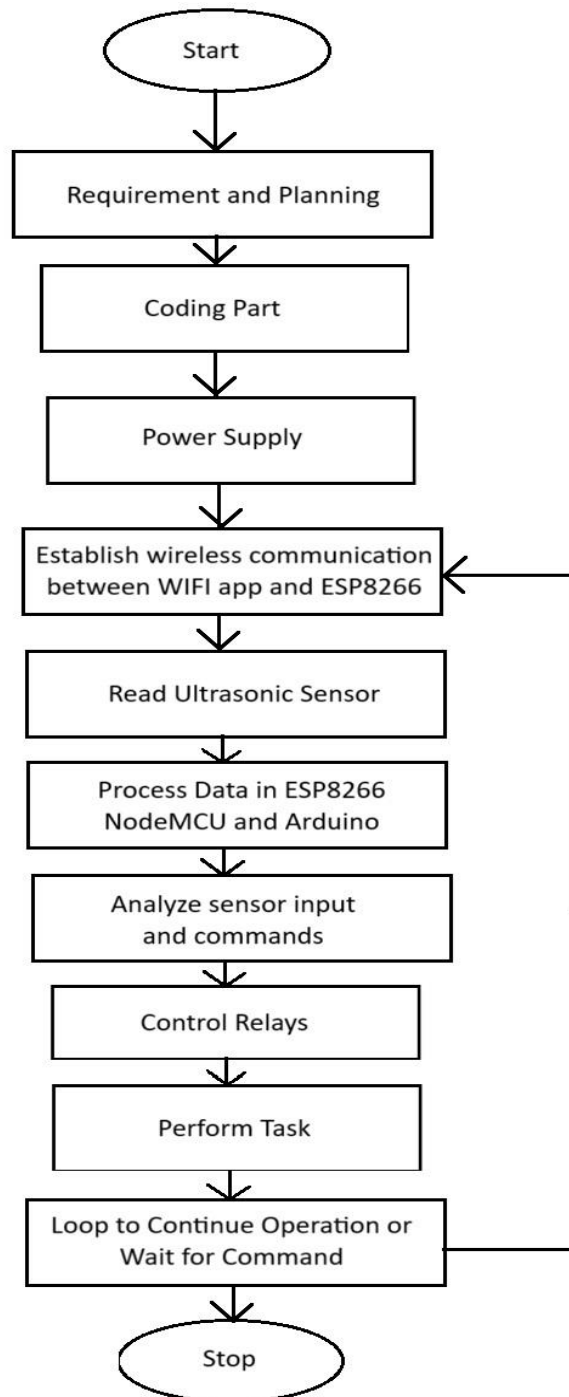 Start
Requirement and Planning
Coding Part
Power Supply
Establish wireless communication
between WIFI app and ESP8266
Read Ultrasonic Sensor
Process Data in ESP8266
NodeMCU and Arduino
Analyze sensor input
and commands
Control Relays
Perform Task
Loop to Continue Operation or
Wait for Command
Stop